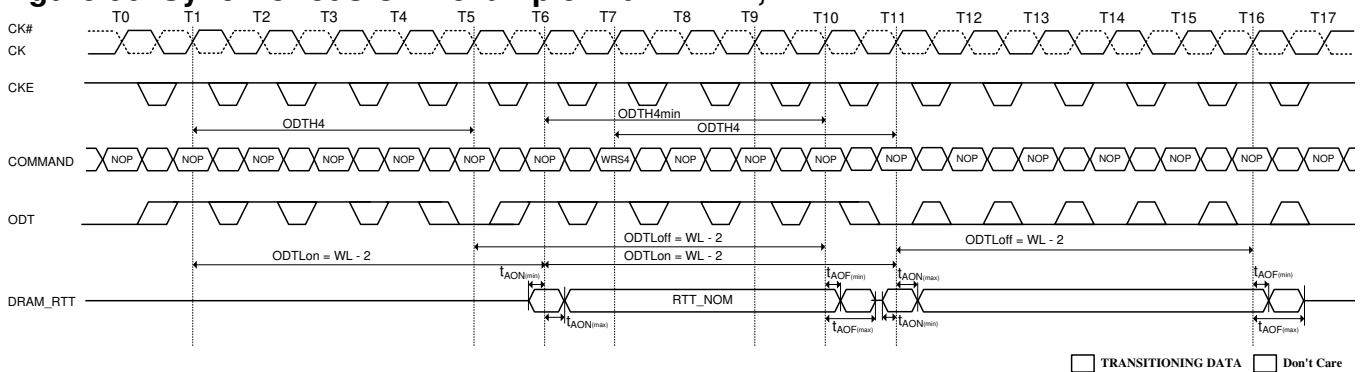 T0 T1 T2 T3 T4 T5 T6 T7 T8 T9 T10 T11 T12 T13 T14 T15 T16 T17
CK#
CK
CKE
ODTH4
ODTH4min
ODTH4
COMMAND NOP NOP NOP NOP NOP NOP NOP WRS4 NOP NOP NOP NOP NOP NOP NOP NOP NOP NOP
ODT
ODTLoff = WL - 2
ODTLoff = WL - 2
ODTLon = WL - 2
ODTLon = WL - 2
tAON(min)
tAOF(min)
tAON(max)
tAOF(min)
DRAM_RTT
RTT_NOM
tAON(max)
tAOF(max)
tAON(min)
tAOF(max)
TRANSITIONING DATA
Don't Care